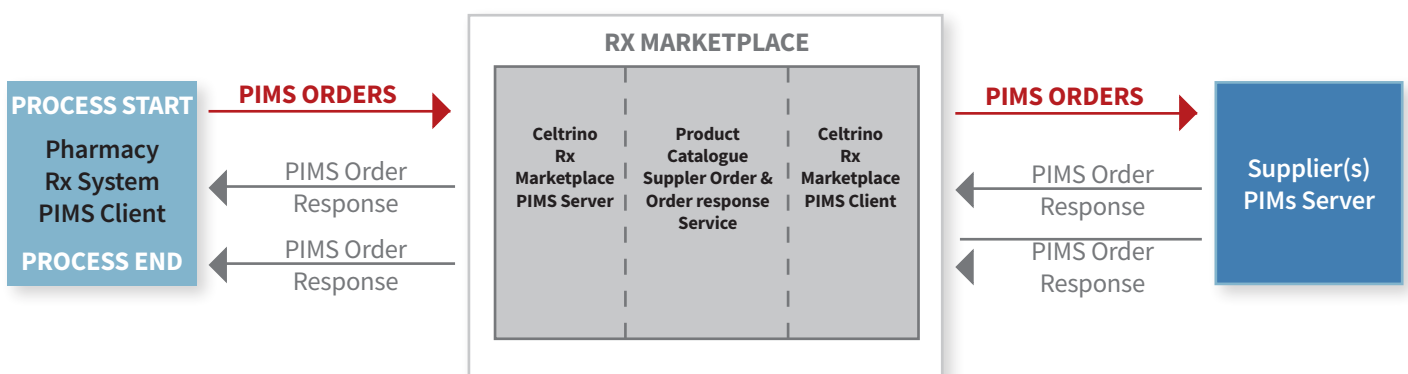 RX MARKETPLACE
PROCESS START
Pharmacy
Rx System
PIMS Client
PROCESS END
PIMS ORDERS
PIMS Order
Response
PIMS Order
Response
Celtrino
Rx
Marketplace
PIMS Server
Product
Catalogue
Suppler Order &
Order response
Service
Celtrino
Rx
Marketplace
PIMS Client
PIMS ORDERS
PIMS Order
Response
PIMS Order
Response
Supplier(s)
PIMs Server